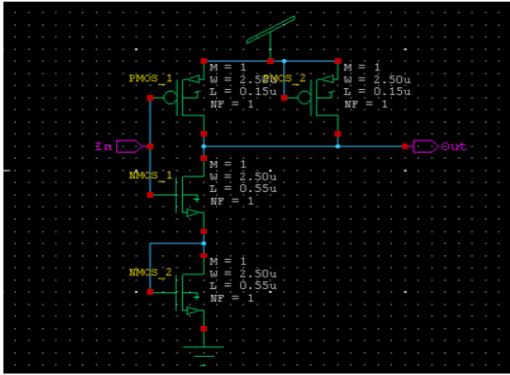 M = 1
M = 1
PMOS_1
W = 2.50u
PMOS_2
W = 2.50u
L = 0.15u
L = 0.15u
NF = 1
NF = 1
In
Out
M = 1
NMOS_1
W = 2.50u
L = 0.55u
NF = 1
M = 1
NMOS_2
W = 2.50u
L = 0.55u
NF = 1